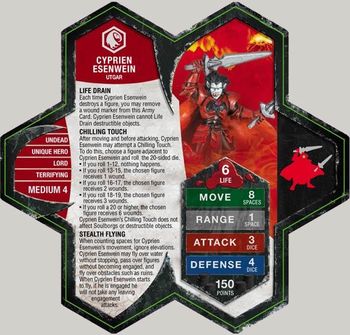 CYPRIEN
ESENWEIN
UTGAR
LIFE DRAIN
Each time Cyprien Esenwein
destroys a figure, you may remove
a wound marker from this Army
Card. Cyprien Esenwein cannot Life
Drain destructible objects.
CHILLING TOUCH
After moving and before attacking, Cyprien
Esenwein may attempt a Chilling Touch.
To do this, choose a figure adjacent to
Cyprien Esenwein and roll the 20-sided die.
• If you roll 1-12, nothing happens.
• If you roll 13-15, the chosen figure
receives 1 wound.
• If you roll 16-17, the chosen figure
receives 2 wounds.
• If you roll 18-19, the chosen figure
receives 3 wounds.
• If you roll a 20 or higher, the chosen
figure receives 6 wounds.
Cyprien Esenwein's Chilling Touch does not
affect Soulborgs or destructible objects.
STEALTH FLYING
When counting spaces for Cyprien
Esenwein's movement, ignore elevations.
Cyprien Esenwein may fly over water
without stopping, pass over figures
without becoming engaged, and
fly over obstacles such as ruins.
When Cyprien Esenwein starts
to fly, if he is engaged he
will not take any leaving
engagement
attacks.
UNDEAD
UNIQUE HERO
LORD
TERRIFYING
MEDIUM 4
6
LIFE
MOVE 8 SPACES
RANGE 1 SPACE
ATTACK 3 DICE
DEFENSE 4 DICE
150
POINTS